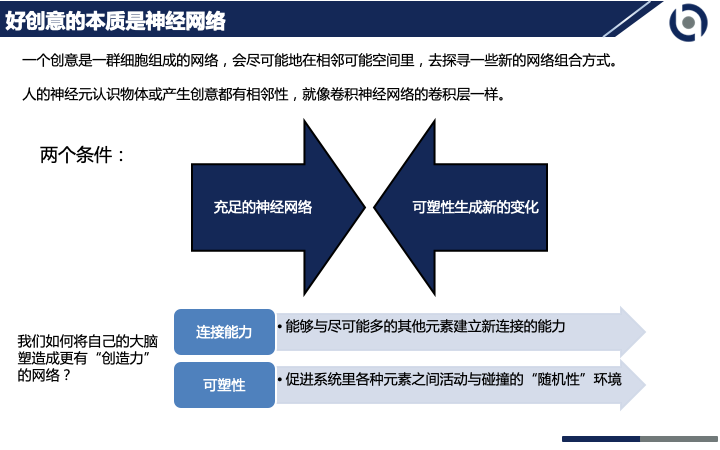 好创意的本质是神经网络
一个创意是一群细胞组成的网络，会尽可能地在相邻可能空间里，去探寻一些新的网络组合方式。
人的神经元认识物体或产生创意都有相邻性，就像卷积神经网络的卷积层一样。
两个条件：
充足的神经网络
可塑性生成新的变化
我们如何将自己的大脑
塑造成更有“创造力”
的网络？
连接能力
• 能够与尽可能多的其他元素建立新连接的能力
可塑性
• 促进系统里各种元素之间活动与碰撞的“随机性”环境